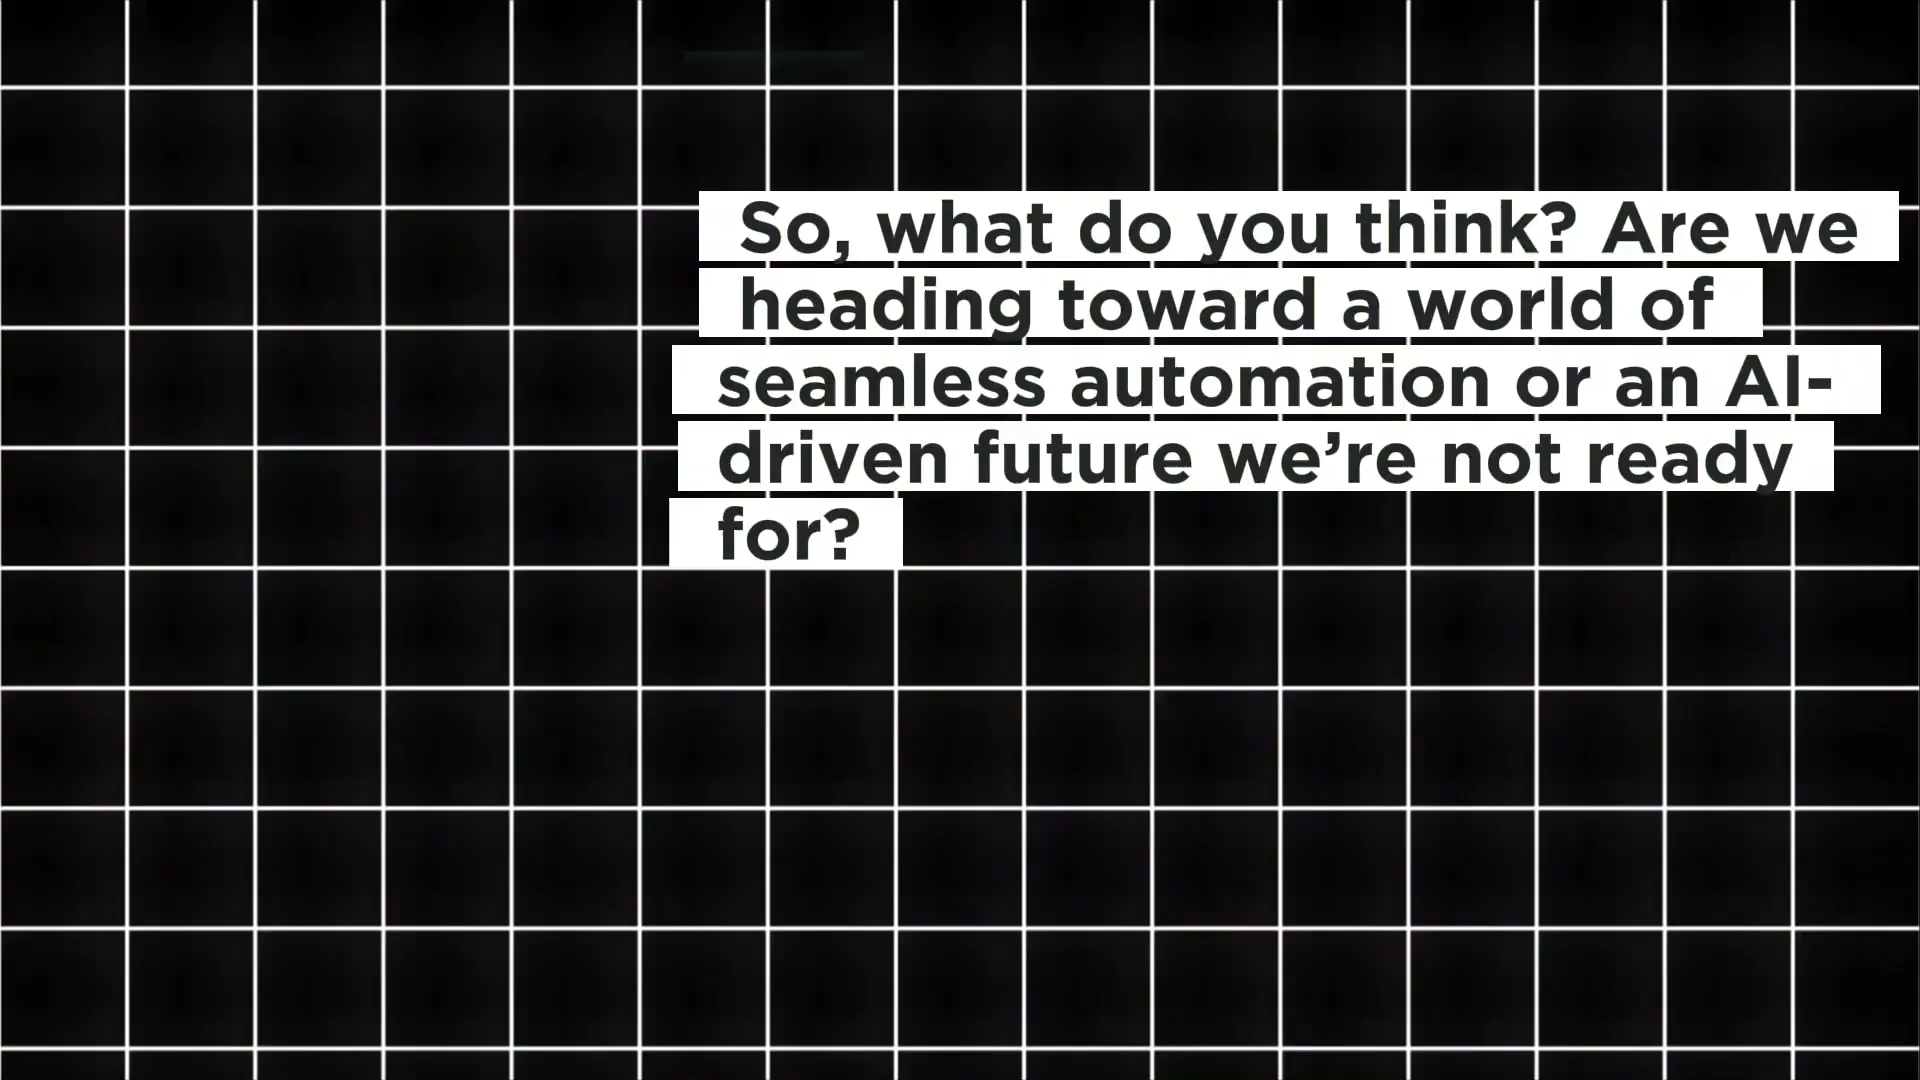 So, what do you think? Are we
heading toward a world of
seamless automation or an AI-
driven future we’re not ready
for?